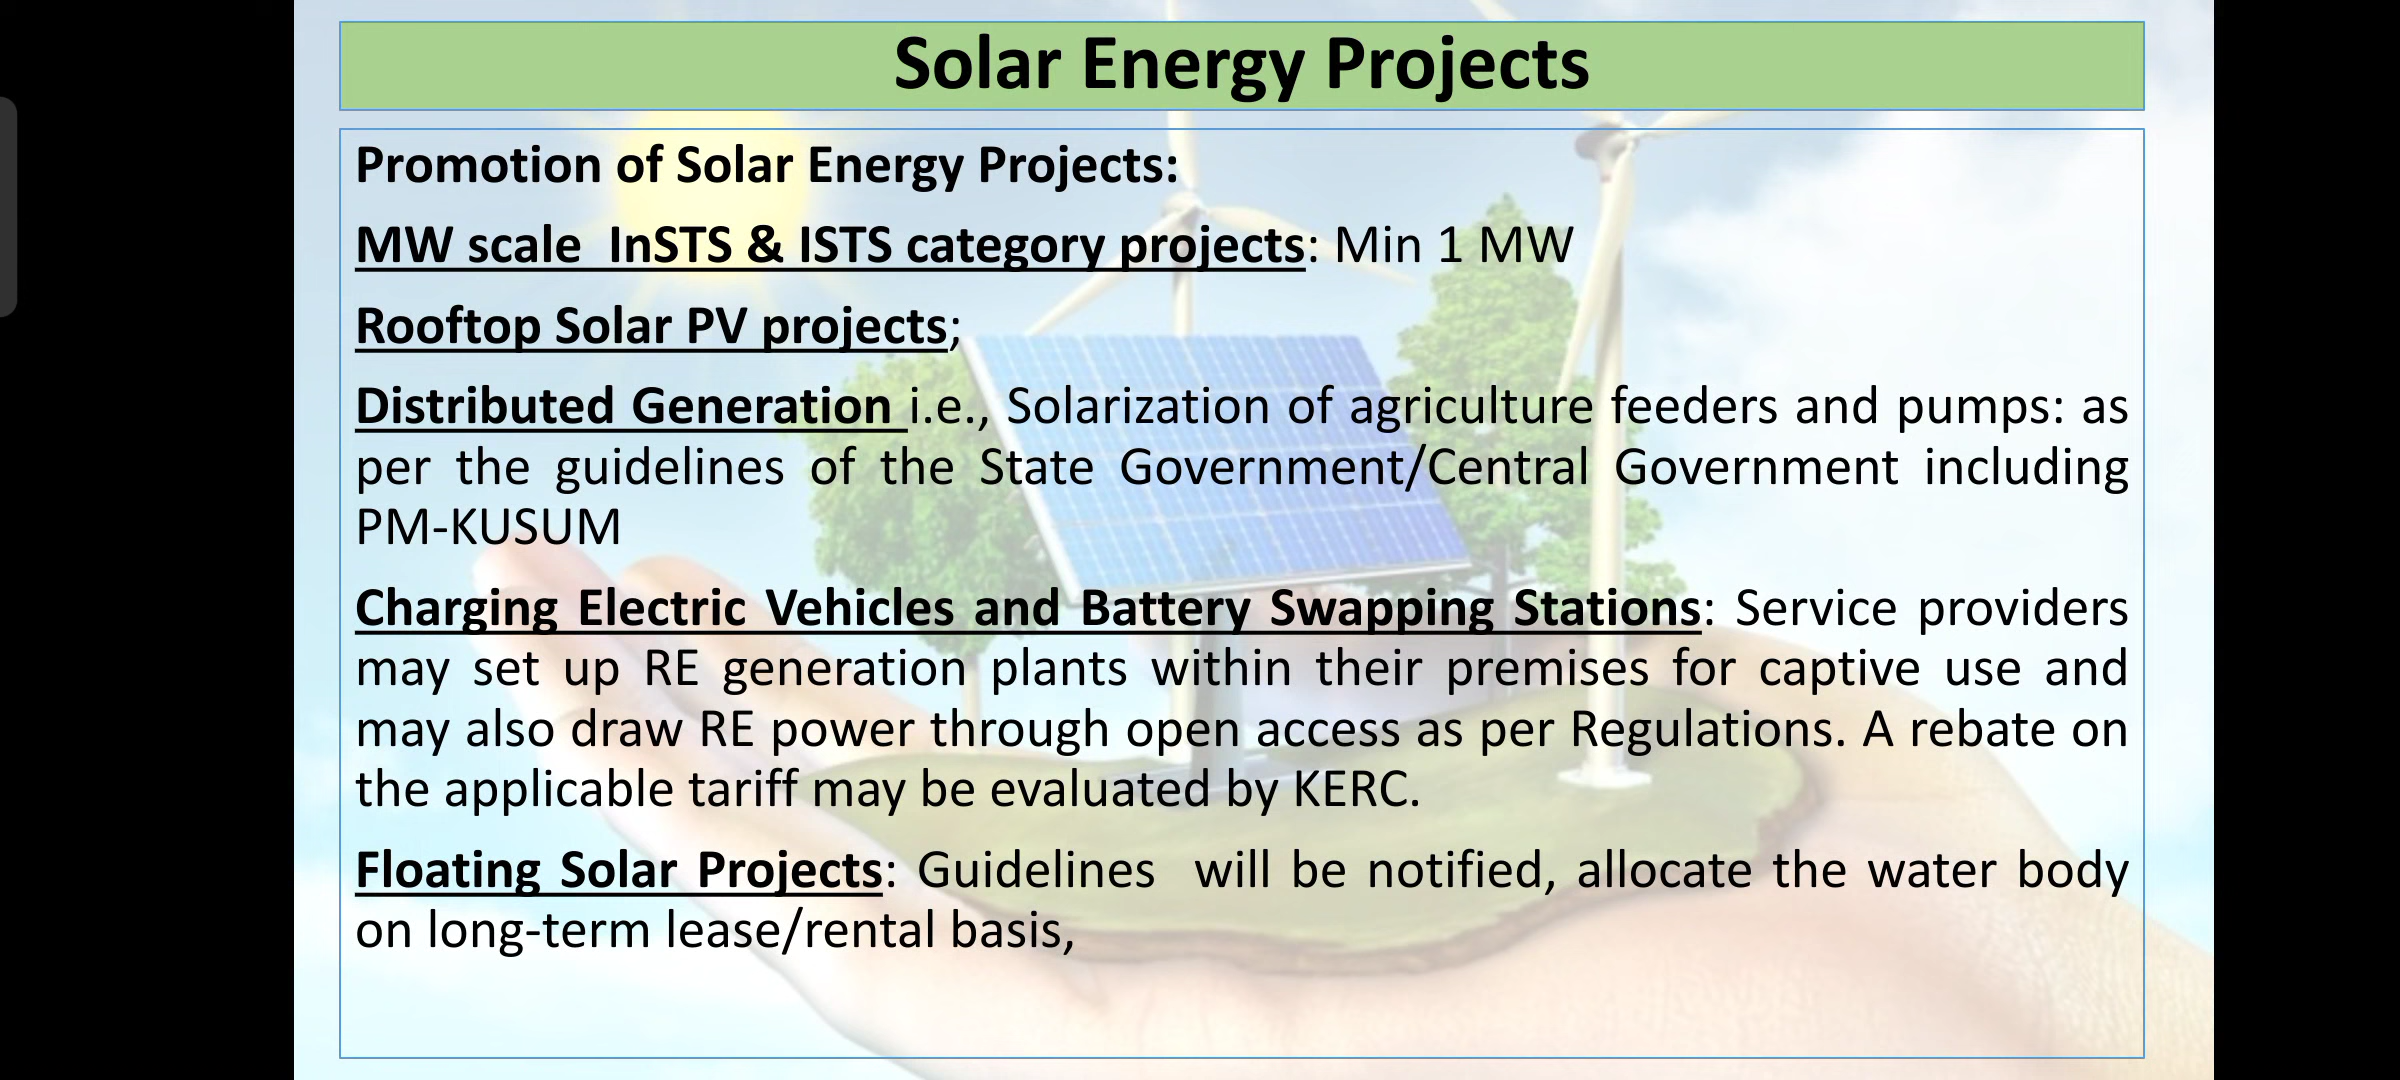 Solar Energy Projects
Promotion of Solar Energy Projects:
MW scale  InSTS & ISTS category projects: Min 1 MW
Rooftop Solar PV projects;
Distributed Generation i.e., Solarization of agriculture feeders and pumps: as
per the guidelines of the State Government/Central Government including
PM-KUSUM
Charging Electric Vehicles and Battery Swapping Stations: Service providers
may set up RE generation plants within their premises for captive use and
may also draw RE power through open access as per Regulations. A rebate on
the applicable tariff may be evaluated by KERC.
Floating Solar Projects: Guidelines  will be notified, allocate the water body
on long-term lease/rental basis,